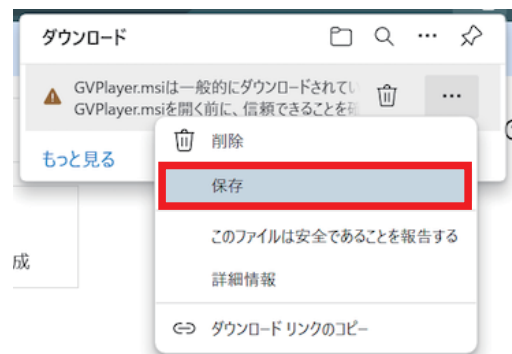 ダウンロード
GVPlayer.msiは一般的にダウンロードされてい
GVPlayer.msiを開く前に、信頼できることを
もっと見る
削除
保存
このファイルは安全であることを報告する
詳細情報
ダウンロード リンクのコピー
成